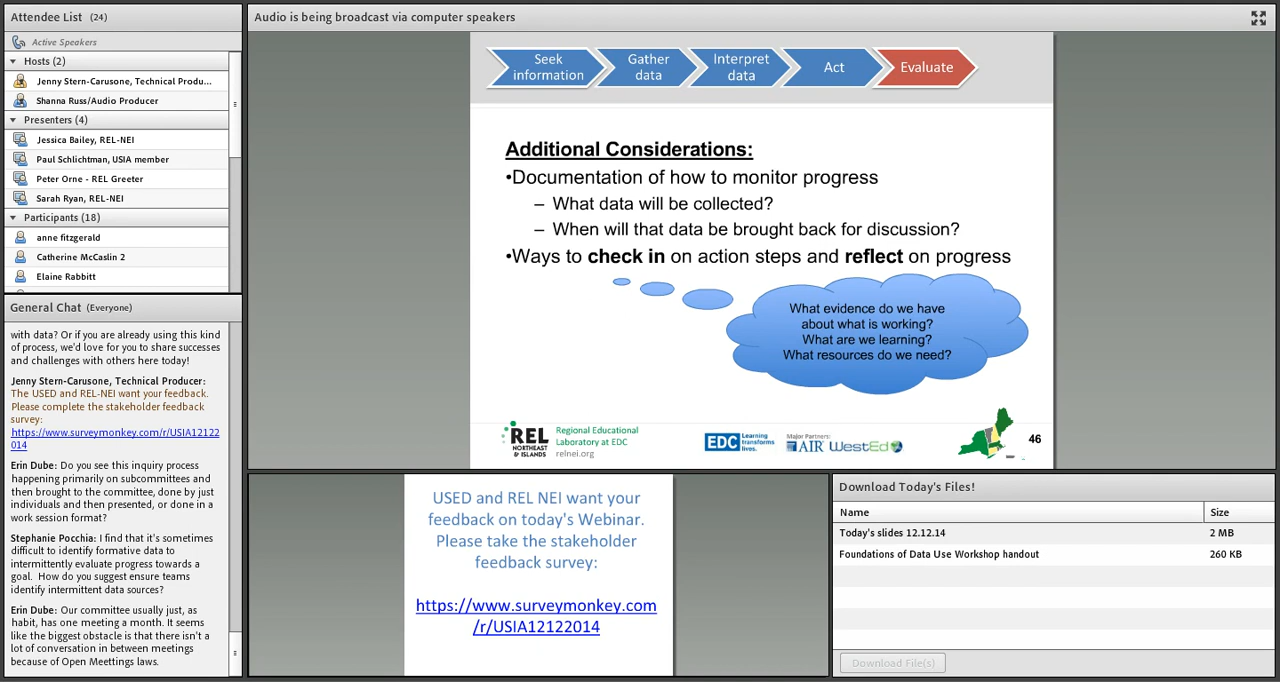 Attendee List (24)
Active Speakers
Hosts (2)
Jenny Stern-Carusone, Technical Produ...
Shanna Russ/Audio Producer
Presenters (4)
Jessica Bailey, REL-NEI
Paul Schlichtman, USIA member
Peter Orne - REL Greeter
Sarah Ryan, REL-NEI
Participants (18)
anne fitzgerald
Catherine McCaslin 2
Elaine Rabbitt
General Chat (Everyone)
with data? Or if you are already using this kind
of process, we'd love for you to share successes
and challenges with others here today!
Jenny Stern-Carusone, Technical Producer:
The USED and REL-NEI want your feedback.
Please complete the stakeholder feedback
survey:
https://www.surveymonkey.com/r/USIA12122
014
Erin Dube: Do you see this inquiry process
happening primarily on subcommittees and
then brought to the committee, done by just
individuals and then presented, or done in a
work session format?
Stephanie Pocchia: I find that it's sometimes
difficult to identify formative data to
intermittently evaluate progress towards a
goal. How do you suggest ensure teams
identify intermittent data sources?
Erin Dube: Our committee usually just, as
habit, has one meeting a month. It seems
like the biggest obstacle is that there isn't a
lot of conversation in between meetings
because of Open Meetings laws.
Audio is being broadcast via computer speakers
Seek
information
Gather
data
Interpret
data
Act
Evaluate
Additional Considerations:
•Documentation of how to monitor progress
– What data will be collected?
– When will that data be brought back for discussion?
•Ways to check in on action steps and reflect on progress
What evidence do we have
about what is working?
What are we learning?
What resources do we need?
REL
NORTHEAST
& ISLANDS
Regional Educational
Laboratory at EDC
relnei.org
EDC Learning
transforms
lives.
Major Partners:
AIR WestEd
46
USED and REL NEI want your
feedback on today's Webinar.
Please take the stakeholder
feedback survey:
https://www.surveymonkey.com
/r/USIA12122014
Download Today's Files!
Name Size
Today's slides 12.12.14 2 MB
Foundations of Data Use Workshop handout 260 KB
Download File(s)